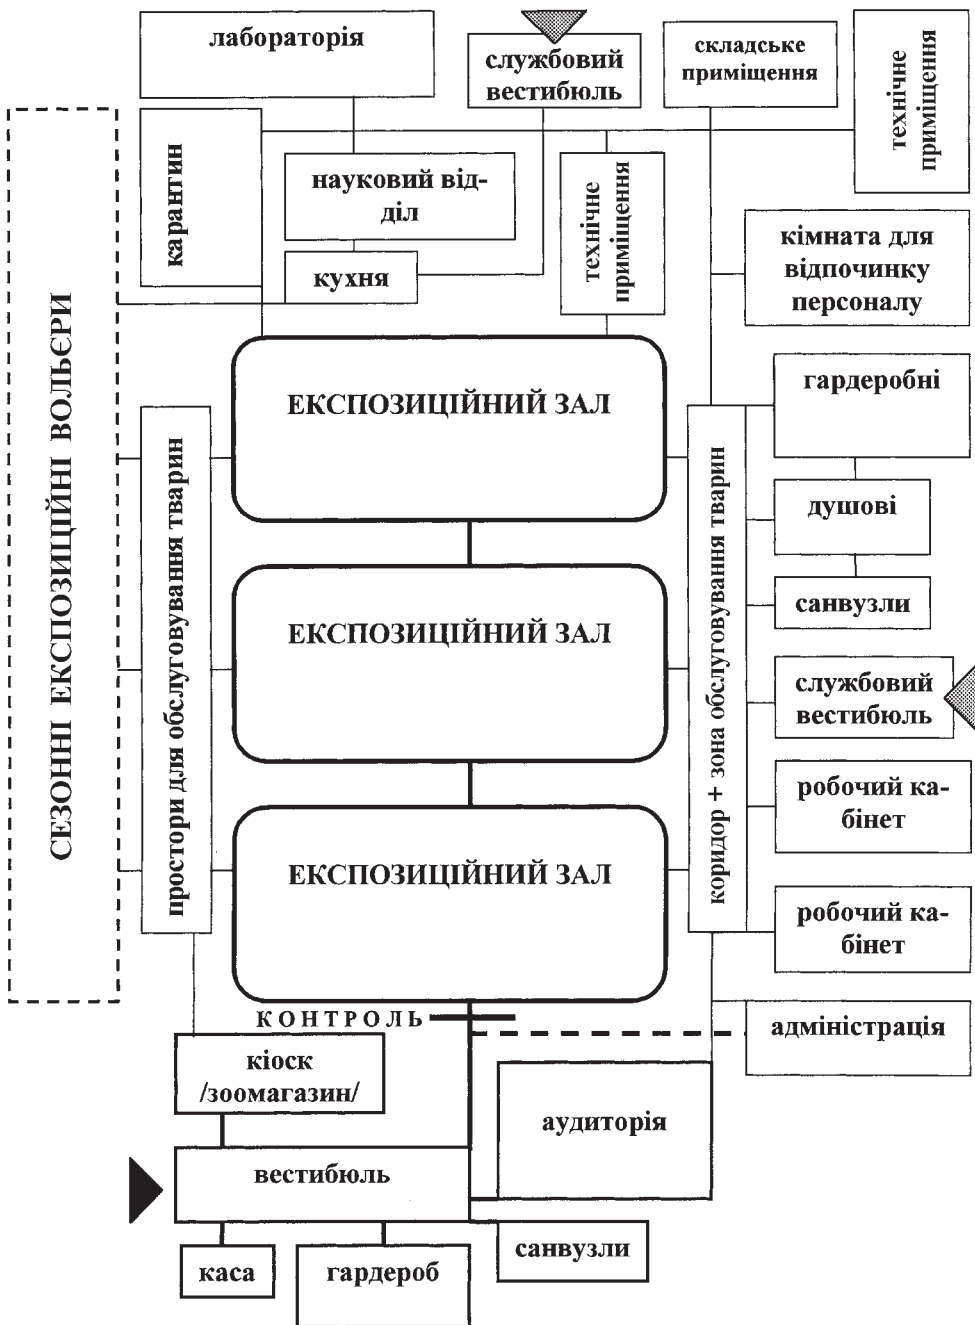 лабораторія
службовий
вестибюль
складське
приміщення
технічне
приміщення
карантин
науковий від-
діл
технічне
приміщення
кухня
кімната для
відпочинку
персоналу
СЕЗОННІ ЕКСПОЗИЦІЙНІ ВОЛЬЄРИ
простори для обслуговування тварин
ЕКСПОЗИЦІЙНИЙ ЗАЛ
ЕКСПОЗИЦІЙНИЙ ЗАЛ
ЕКСПОЗИЦІЙНИЙ ЗАЛ
коридор + зона обслуговування тварин
гардеробні
душові
санвузли
службовий
вестибюль
робочий ка-
бінет
робочий ка-
бінет
КОНТРОЛЬ
адміністрація
кіоск
/зоомагазин/
аудиторія
вестибюль
каса
гардероб
санвузли